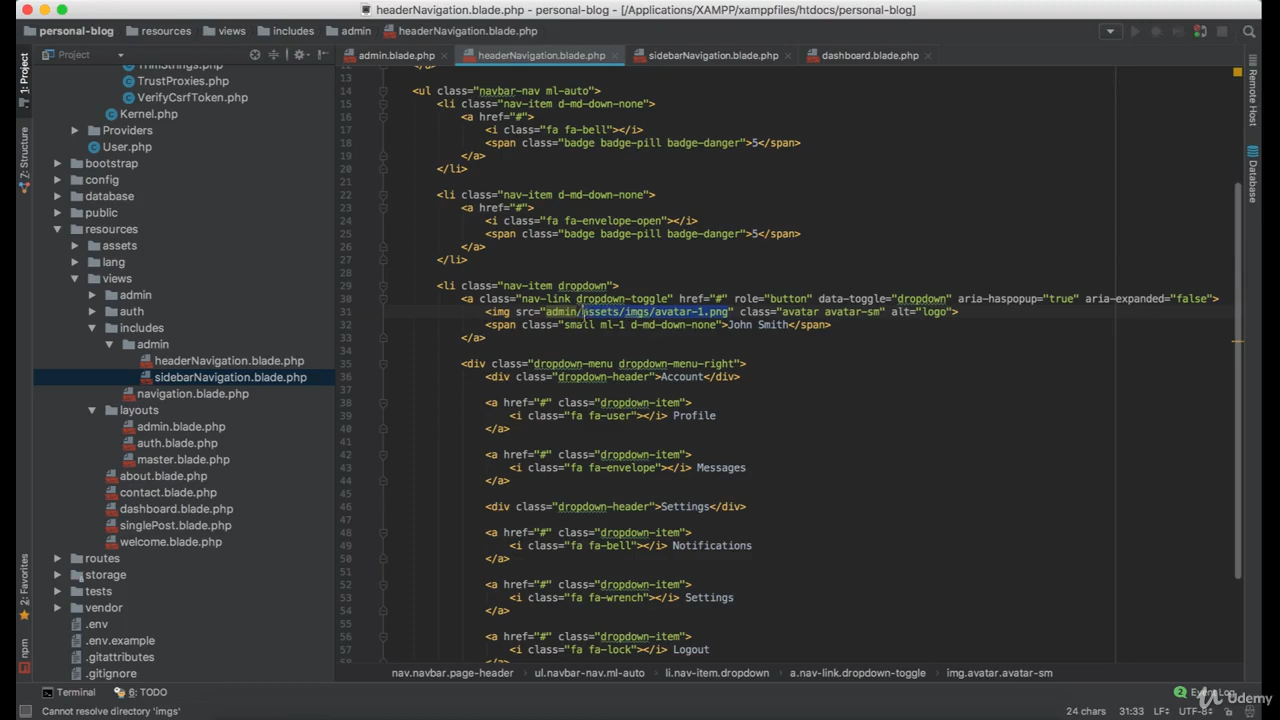 headerNavigation.blade.php - personal-blog - [/Applications/XAMPP/xamppfiles/htdocs/personal-blog]
personal-blog resources views includes admin headerNavigation.blade.php
Project
admin.blade.php headerNavigation.blade.php sidebarNavigation.blade.php dashboard.blade.php
1: Project
Z: Structure
2: Favorites
npm
Remote Host
Database
TrimStrings.php
TrustProxies.php
VerifyCsrfToken.php
Kernel.php
Providers
User.php
bootstrap
config
database
public
resources
assets
lang
views
admin
auth
includes
admin
headerNavigation.blade.php
sidebarNavigation.blade.php
navigation.blade.php
layouts
admin.blade.php
auth.blade.php
master.blade.php
about.blade.php
contact.blade.php
dashboard.blade.php
singlePost.blade.php
welcome.blade.php
routes
storage
tests
vendor
.env
.env.example
.gitattributes
.gitignore
12 </a>
13
14 <ul class="navbar-nav ml-auto">
15 <li class="nav-item d-md-down-none">
16 <a href="#">
17 <i class="fa fa-bell"></i>
18 <span class="badge badge-pill badge-danger">5</span>
19 </a>
20 </li>
21
22 <li class="nav-item d-md-down-none">
23 <a href="#">
24 <i class="fa fa-envelope-open"></i>
25 <span class="badge badge-pill badge-danger">5</span>
26 </a>
27 </li>
28
29 <li class="nav-item dropdown">
30 <a class="nav-link dropdown-toggle" href="#" role="button" data-toggle="dropdown" aria-haspopup="true" aria-expanded="false">
31 <img src="admin/assets/imgs/avatar-1.png" class="avatar avatar-sm" alt="logo">
32 <span class="small ml-1 d-md-down-none">John Smith</span>
33 </a>
34
35 <div class="dropdown-menu dropdown-menu-right">
36 <div class="dropdown-header">Account</div>
37
38 <a href="#" class="dropdown-item">
39 <i class="fa fa-user"></i> Profile
40 </a>
41
42 <a href="#" class="dropdown-item">
43 <i class="fa fa-envelope"></i> Messages
44 </a>
45
46 <div class="dropdown-header">Settings</div>
47
48 <a href="#" class="dropdown-item">
49 <i class="fa fa-bell"></i> Notifications
50 </a>
51
52 <a href="#" class="dropdown-item">
53 <i class="fa fa-wrench"></i> Settings
54 </a>
55
56 <a href="#" class="dropdown-item">
57 <i class="fa fa-lock"></i> Logout
58 </a>
nav.navbar.page-header ul.navbar-nav.ml-auto li.nav-item.dropdown a.nav-link.dropdown-toggle img.avatar.avatar-sm
Terminal 6: TODO 2 Event Log
Cannot resolve directory 'imgs' 24 chars 31:33 LF÷ UTF-8÷
Udemy